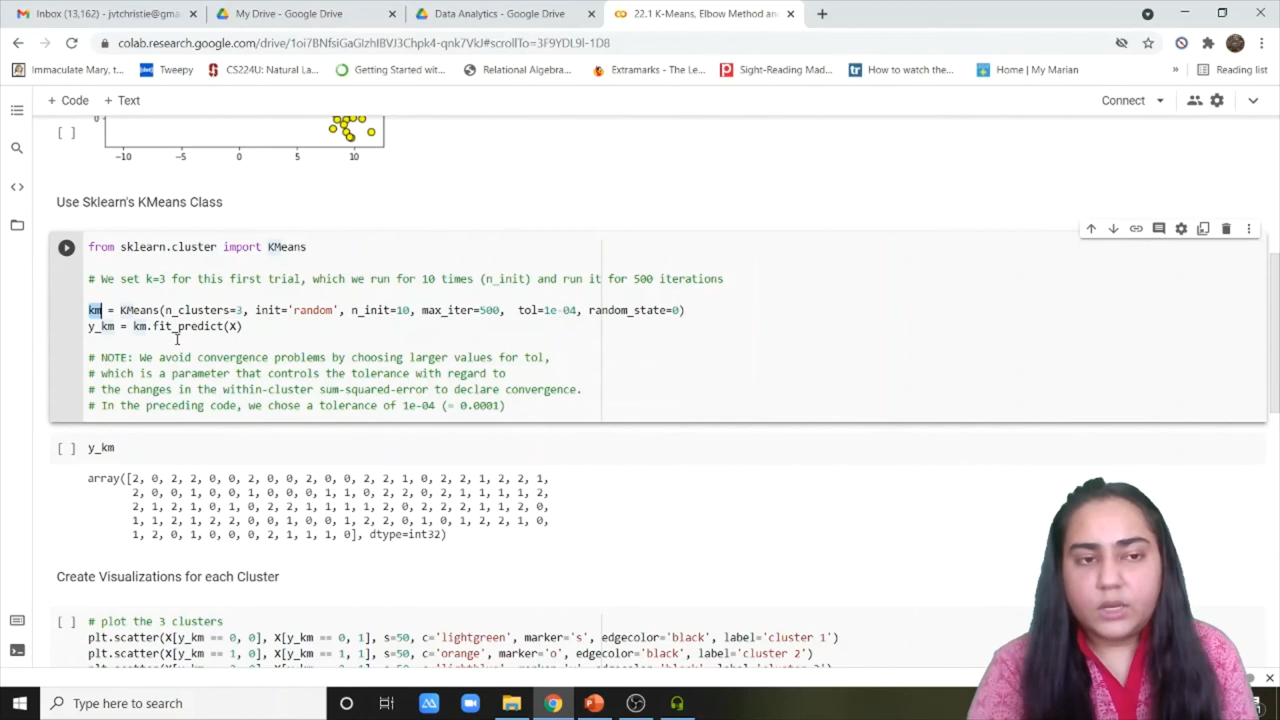 Inbox (13,162) - jvtchristie@gma
My Drive - Google Drive
Data Analytics - Google Drive
22.1 K-Means, Elbow Method and
colab.research.google.com/drive/1oi7BNfsiGaGlzhIBVJ3Chpk4-qnk7VkJ#scrollTo=3F9YDL9I-1D8
Immaculate Mary, t...
Tweepy
CS224U: Natural La...
Getting Started wit...
Relational Algebra...
Extramarks - The Le...
Sight-Reading Mad...
How to watch the...
Home | My Marian
»
Reading list
+ Code + Text
Connect
0
[ ]
−10 −5 0 5 10
Use Sklearn's KMeans Class
from sklearn.cluster import KMeans
# We set k=3 for this first trial, which we run for 10 times (n_init) and run it for 500 iterations
km = KMeans(n_clusters=3, init='random', n_init=10, max_iter=500, tol=1e-04, random_state=0)
y_km = km.fit_predict(X)
# NOTE: We avoid convergence problems by choosing larger values for tol,
# which is a parameter that controls the tolerance with regard to
# the changes in the within-cluster sum-squared-error to declare convergence.
# In the preceding code, we chose a tolerance of 1e-04 (= 0.0001)
[ ] y_km
array([2, 0, 2, 2, 0, 0, 2, 0, 0, 2, 0, 0, 2, 2, 1, 0, 2, 2, 1, 2, 2, 1,
2, 0, 0, 1, 0, 0, 1, 0, 0, 0, 1, 1, 0, 2, 2, 0, 2, 1, 1, 1, 1, 2,
2, 1, 2, 1, 0, 1, 0, 2, 2, 1, 1, 1, 1, 2, 0, 2, 2, 2, 1, 1, 2, 0,
1, 1, 1, 2, 1, 2, 2, 0, 0, 1, 0, 0, 1, 2, 2, 0, 1, 0, 1, 2, 2, 1, 0,
1, 2, 0, 1, 0, 0, 0, 2, 1, 1, 1, 0], dtype=int32)
Create Visualizations for each Cluster
[ ] # plot the 3 clusters
plt.scatter(X[y_km == 0, 0], X[y_km == 0, 1], s=50, c='lightgreen', marker='s', edgecolor='black', label='cluster 1')
plt.scatter(X[y_km == 1, 0], X[y_km == 1, 1], s=50, c='orange', marker='o', edgecolor='black', label='cluster 2')
Type here to search